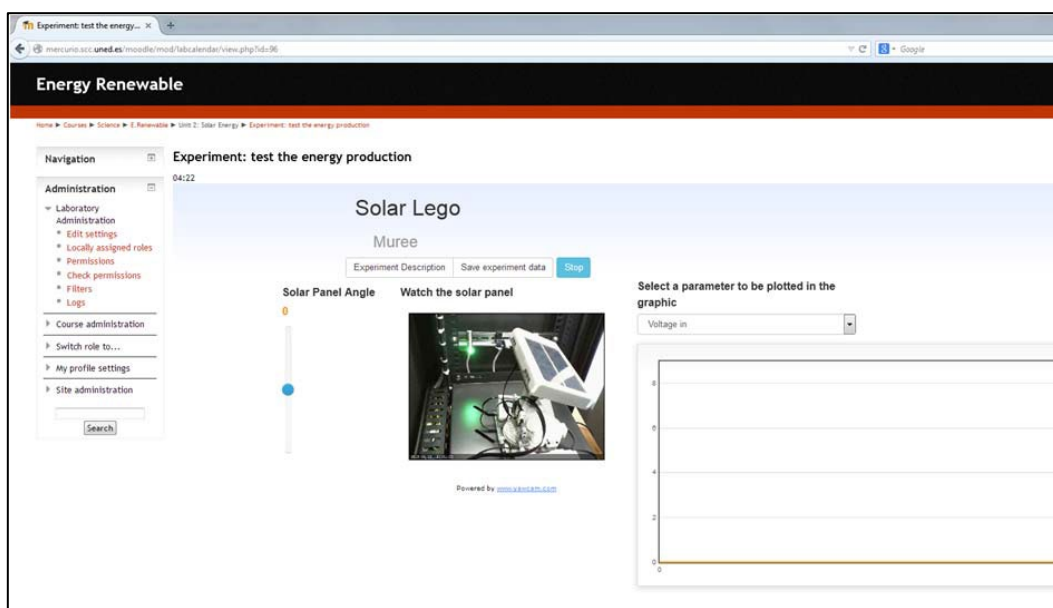 Experiment: test the energy...
mercurio.scc.uned.es/moodle/mod/labcalendar/view.php?id=96
Google
Energy Renewable
Home ► Courses ► Science ► E.Renewable ► Unit 2: Solar Energy ► Experiment: test the energy production
Navigation
Administration
Laboratory
Administration
Edit settings
Locally assigned roles
Permissions
Check permissions
Filters
Logs
Course administration
Switch role to...
My profile settings
Site administration
Search
Experiment: test the energy production
04:22
Solar Lego
Muree
Experiment Description
Save experiment data
Stop
Solar Panel Angle
0
Watch the solar panel
Powered by www.yawcam.com
Select a parameter to be plotted in the
graphic
Voltage in
8
6
4
2
0
0